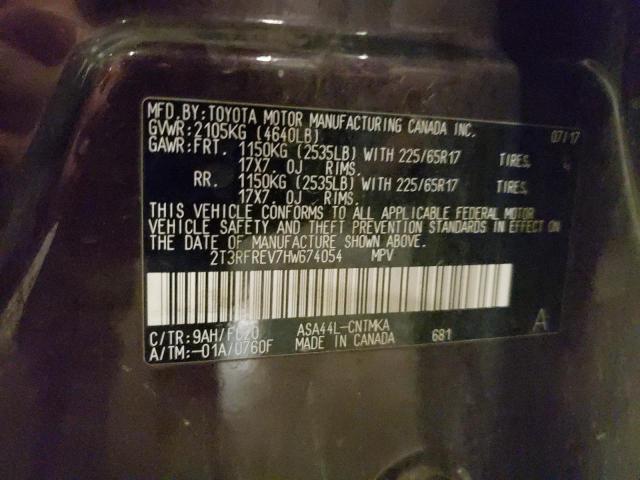 MFD.BY:TOYOTA MOTOR MANUFACTURING CANADA INC. 07/17
GVWR:2105KG (4640LB)
GAWR:FRT. 1150KG (2535LB) WITH 225/65R17 TIRES,
17X7.0J RIMS.
RR. 1150KG (2535LB) WITH 225/65R17 TIRES,
17X7.0J RIMS.
THIS VEHICLE CONFORMS TO ALL APPLICABLE FEDERAL MOTOR
VEHICLE SAFETY AND THEFT PREVENTION STANDARDS IN EFFECT ON
THE DATE OF MANUFACTURE SHOWN ABOVE.
2T3RFREV7HW674054 MPV
C/TR:9AH/FC20 ASA44L-CNTMKA 681 A
A/TM:-01A/U760F MADE IN CANADA